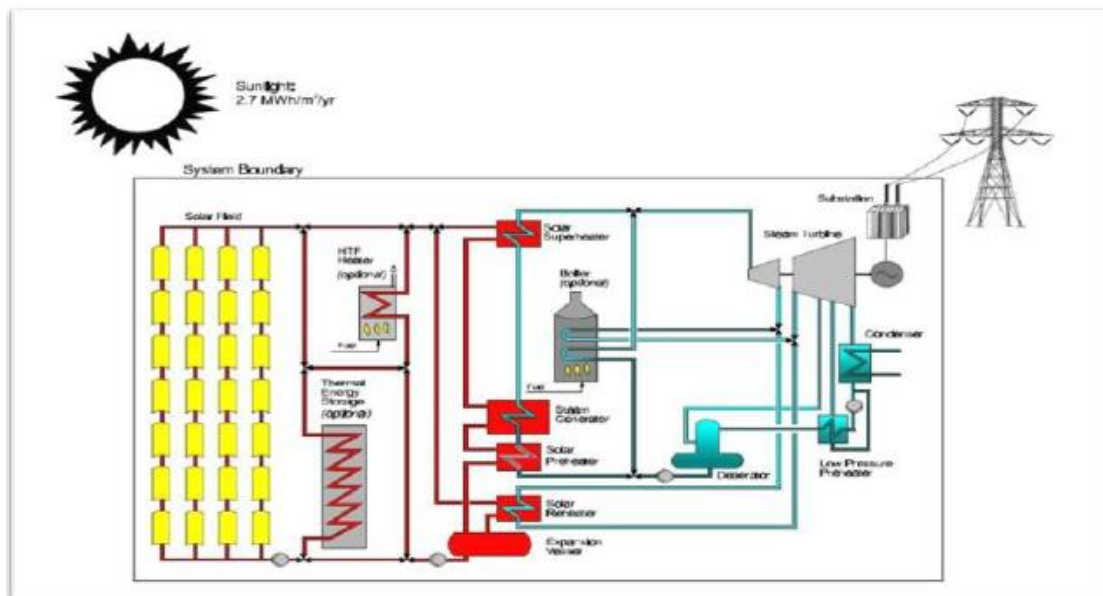 Sunlight:
2.7 MWh/m²/yr
System Boundary
Substation
Solar Field
Steam Turbine
HTF
Heater
(optional)
Solar
Superheater
Boiler
(optional)
Fuel
Condenser
Thermal
Energy
Storage
(optional)
Fuel
Steam
Generator
Solar
Preheater
Deaerator
Low Pressure
Preheater
Solar
Reheater
Expansion
Vessel